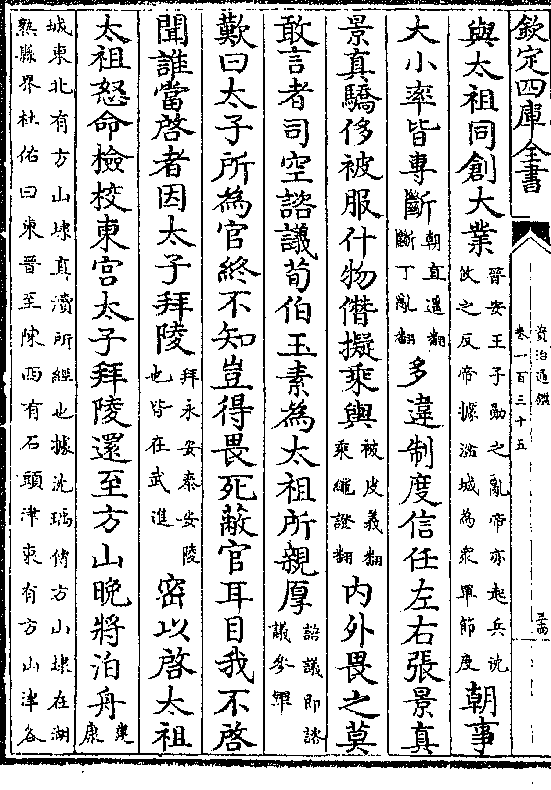 欽定四庫全書
資治通鑑
卷一百三十五
與太祖同創大業晉安王子勛之亂帝亦起兵沈攸之反帝據湓城為衆軍節度朝事
大小率皆專斷朝直遥翻斷丁亂翻多違制度信任左右張景真
景真驕侈被服什物僭擬乗輿被皮義翻乗繩證翻内外畏之莫
敢言者司空諮議荀伯玉素為太祖所親厚諮議即諮議參軍
歎曰太子所為官終不知豈得畏死蔽官耳目我不啓
聞誰當啓者因太子拜陵拜永安泰安陵也皆在武進密以啓太祖
太祖怒命檢校東宫太子拜陵還至方山晚將泊舟建康
城東北有方山埭真瀆所經也據沈瑀傳方山埭在湖
熟縣界杜佑曰東晉至陳西有石頭津東有方山津各